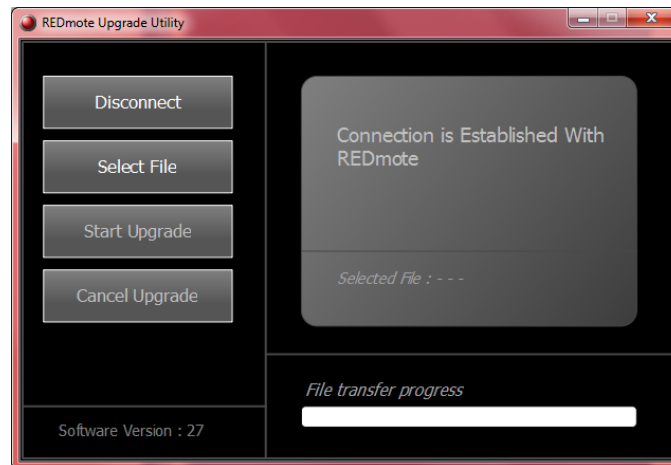 REDmote Upgrade Utility
Disconnect
Select File
Start Upgrade
Cancel Upgrade
Software Version : 27
Connection is Established With
REDmote
Selected File : - - -
File transfer progress